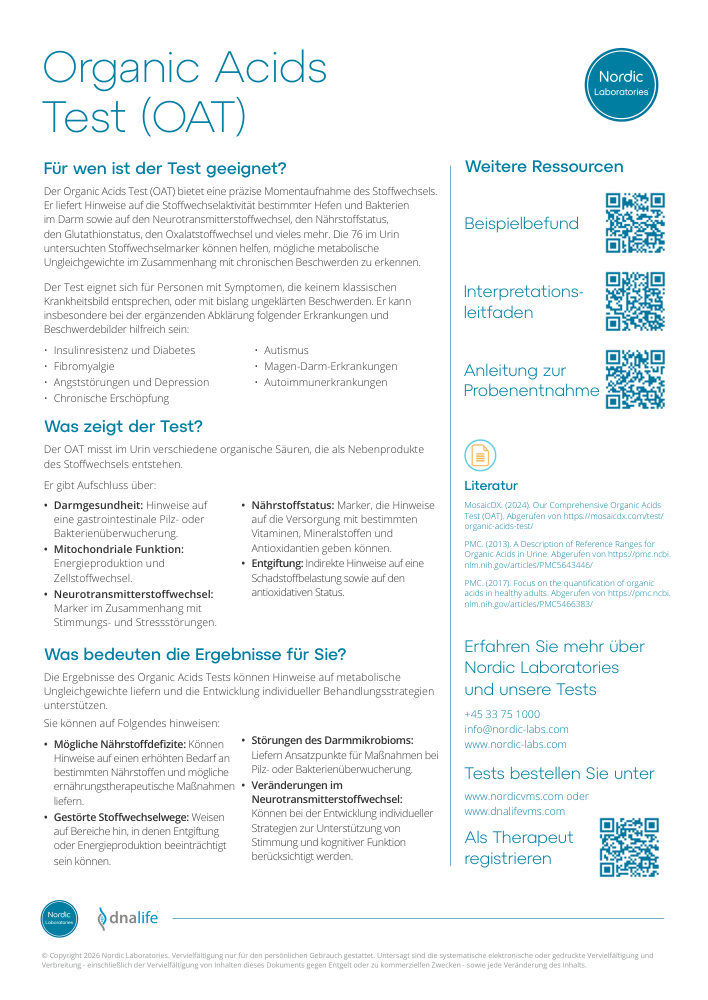 Organic Acids
Test (OAT)
Nordic
Laboratories
Für wen ist der Test geeignet?
Der Organic Acids Test (OAT) bietet eine präzise Momentaufnahme des Stoffwechsels.
Er liefert Hinweise auf die Stoffwechselaktivität bestimmter Hefen und Bakterien
im Darm sowie auf den Neurotransmitterstoffwechsel, den Nährstoffstatus,
den Glutathionstatus, den Oxalatstoffwechsel und vieles mehr. Die 76 im Urin
untersuchten Stoffwechselmarker können helfen, mögliche metabolische
Ungleichgewichte im Zusammenhang mit chronischen Beschwerden zu erkennen.
Der Test eignet sich für Personen mit Symptomen, die keinem klassischen
Krankheitsbild entsprechen, oder mit bislang ungeklärten Beschwerden. Er kann
insbesondere bei der ergänzenden Abklärung folgender Erkrankungen und
Beschwerdebilder hilfreich sein:
• Insulinresistenz und Diabetes
• Fibromyalgie
• Angststörungen und Depression
• Chronische Erschöpfung
• Autismus
• Magen-Darm-Erkrankungen
• Autoimmunerkrankungen
Was zeigt der Test?
Der OAT misst im Urin verschiedene organische Säuren, die als Nebenprodukte
des Stoffwechsels entstehen.
Er gibt Aufschluss über:
• Darmgesundheit: Hinweise auf
eine gastrointestinale Pilz- oder
Bakterienüberwucherung.
• Mitochondriale Funktion:
Energieproduktion und
Zellstoffwechsel.
• Neurotransmitterstoffwechsel:
Marker im Zusammenhang mit
Stimmungs- und Stressstörungen.
• Nährstoffstatus: Marker, die Hinweise
auf die Versorgung mit bestimmten
Vitaminen, Mineralstoffen und
Antioxidantien geben können.
• Entgiftung: Indirekte Hinweise auf eine
Schadstoffbelastung sowie auf den
antioxidativen Status.
Was bedeuten die Ergebnisse für Sie?
Die Ergebnisse des Organic Acids Tests können Hinweise auf metabolische
Ungleichgewichte liefern und die Entwicklung individueller Behandlungsstrategien
unterstützen.
Sie können auf Folgendes hinweisen:
• Mögliche Nährstoffdefizite: Können
Hinweise auf einen erhöhten Bedarf an
bestimmten Nährstoffen und mögliche
ernährungstherapeutische Maßnahmen
liefern.
• Gestörte Stoffwechselwege: Weisen
auf Bereiche hin, in denen Entgiftung
oder Energieproduktion beeinträchtigt
sein können.
• Störungen des Darmmikrobioms:
Liefern Ansatzpunkte für Maßnahmen bei
Pilz- oder Bakterienüberwucherung.
• Veränderungen im
Neurotransmitterstoffwechsel:
Können bei der Entwicklung individueller
Strategien zur Unterstützung von
Stimmung und kognitiver Funktion
berücksichtigt werden.
Weitere Ressourcen
Beispielbefund
Interpretations-
leitfaden
Anleitung zur
Probenentnahme
Literatur
MosaicDX. (2024). Our Comprehensive Organic Acids
Test (OAT). Abgerufen von https://mosaicdx.com/test/
organic-acids-test/
PMC. (2013). A Description of Reference Ranges for
Organic Acids in Urine. Abgerufen von https://pmc.ncbi.
nlm.nih.gov/articles/PMC5643446/
PMC. (2017). Focus on the quantification of organic
acids in healthy adults. Abgerufen von https://pmc.ncbi.
nlm.nih.gov/articles/PMC5466383/
Erfahren Sie mehr über
Nordic Laboratories
und unsere Tests
+45 33 75 1000
info@nordic-labs.com
www.nordic-labs.com
Tests bestellen Sie unter
www.nordicvms.com oder
www.dnalifevms.com
Als Therapeut
registrieren
Nordic
Laboratories
dnalife
© Copyright 2026 Nordic Laboratories. Vervielfältigung nur für den persönlichen Gebrauch gestattet. Untersagt sind die systematische elektronische oder gedruckte Vervielfältigung und
Verbreitung - einschließlich der Vervielfältigung von Inhalten dieses Dokuments gegen Entgelt oder zu kommerziellen Zwecken - sowie jede Veränderung des Inhalts.